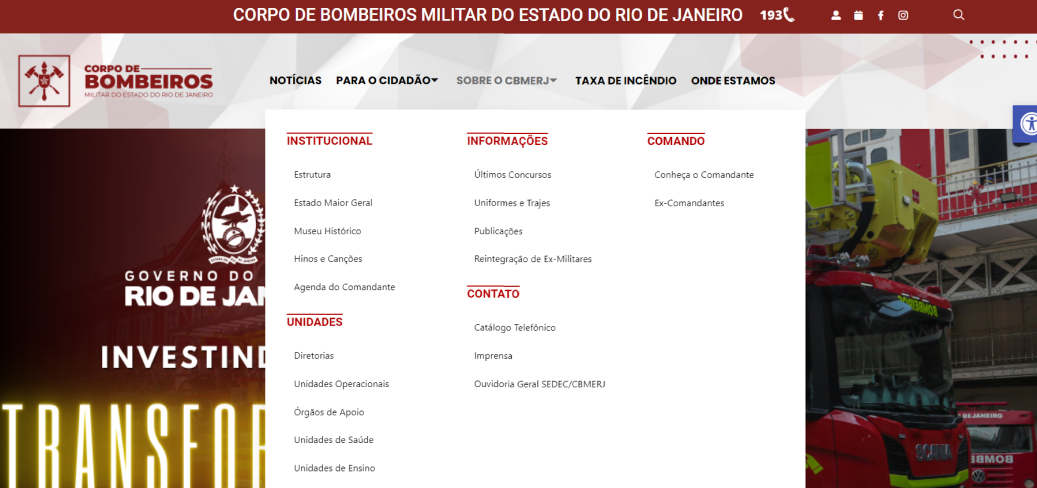 CORPO DE BOMBEIROS MILITAR DO ESTADO DO RIO DE JANEIRO 193
CORPO DE
BOMBEIROS
MILITAR DO ESTADO DO RIO DE JANEIRO
NOTÍCIAS PARA O CIDADÃO SOBRE O CBMERJ TAXA DE INCÊNDIO ONDE ESTAMOS
INSTITUCIONAL
Estrutura
Estado Maior Geral
Museu Histórico
Hinos e Canções
Agenda do Comandante
UNIDADES
Diretorias
Unidades Operacionais
Órgãos de Apoio
Unidades de Saúde
Unidades de Ensino
INFORMAÇÕES
Últimos Concursos
Uniformes e Trajes
Publicações
Reintegração de Ex-Militares
CONTATO
Catálogo Telefônico
Imprensa
Ouvidoria Geral SEDEC/CBMERJ
COMANDO
Conheça o Comandante
Ex-Comandantes
GOVERNO DO
RIO DE JAN
INVESTIND
TRANSFOR
BOMBEIROS
SCANIA
DE JANEIRO
BOMB